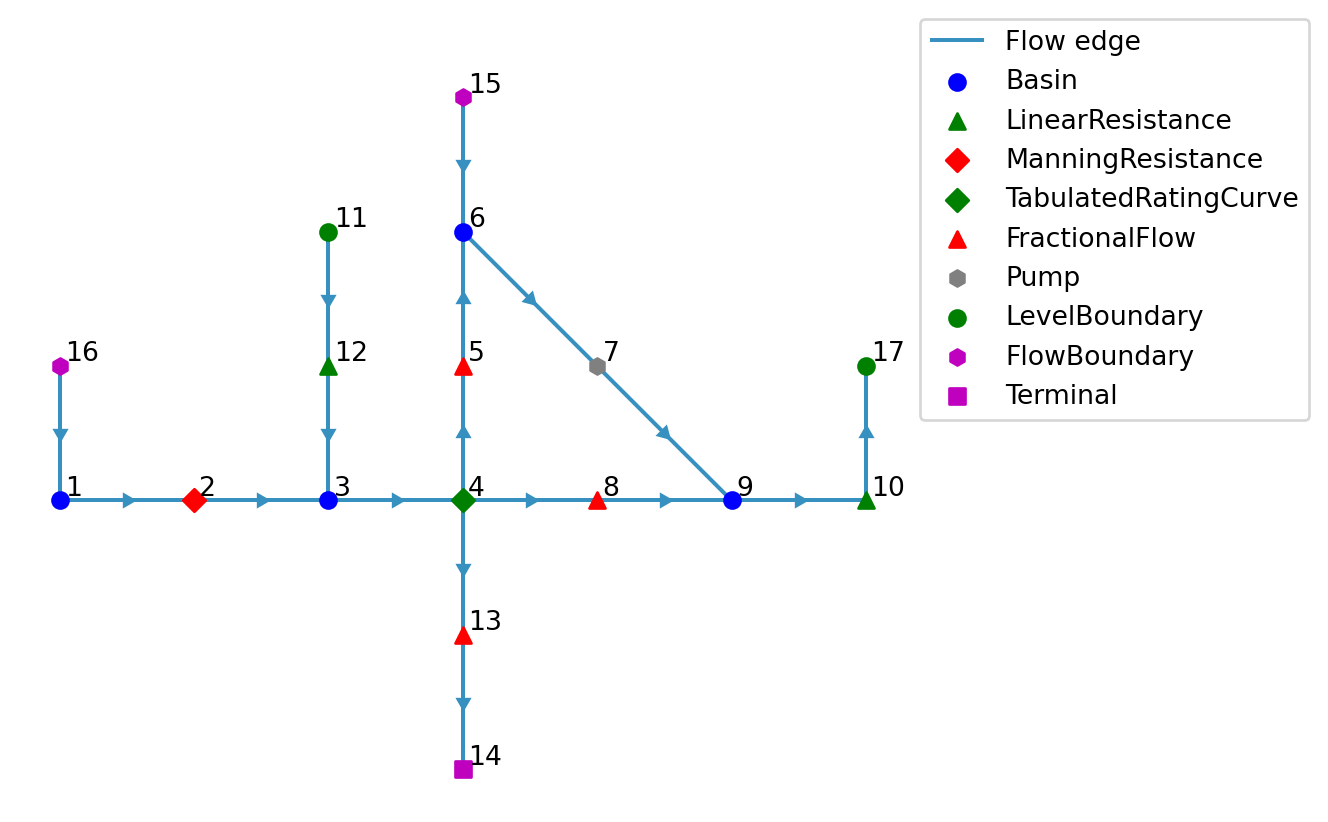 15
11
6
16
12
5
7
17
1
2
3
4
8
9
10
13
14
Flow edge
Basin
LinearResistance
ManningResistance
TabulatedRatingCurve
FractionalFlow
Pump
LevelBoundary
FlowBoundary
Terminal